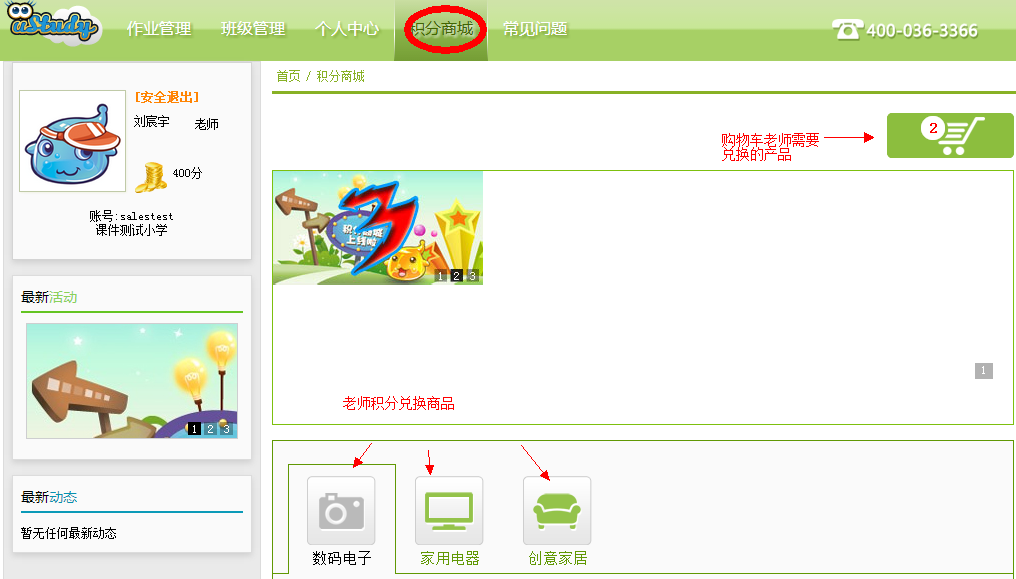 aStudy
作业管理 班级管理 个人中心 积分商城 常见问题
400-036-3366
首页 / 积分商城
[安全退出]
刘宸宇 老师
400分
账号:salestest
课件测试小学
2
购物车老师需要
兑换的产品
3
上线啦
1 2 3
1
老师积分兑换商品
最新活动
1 2 3
最新动态
暂无任何最新动态
数码电子 家用电器 创意家居